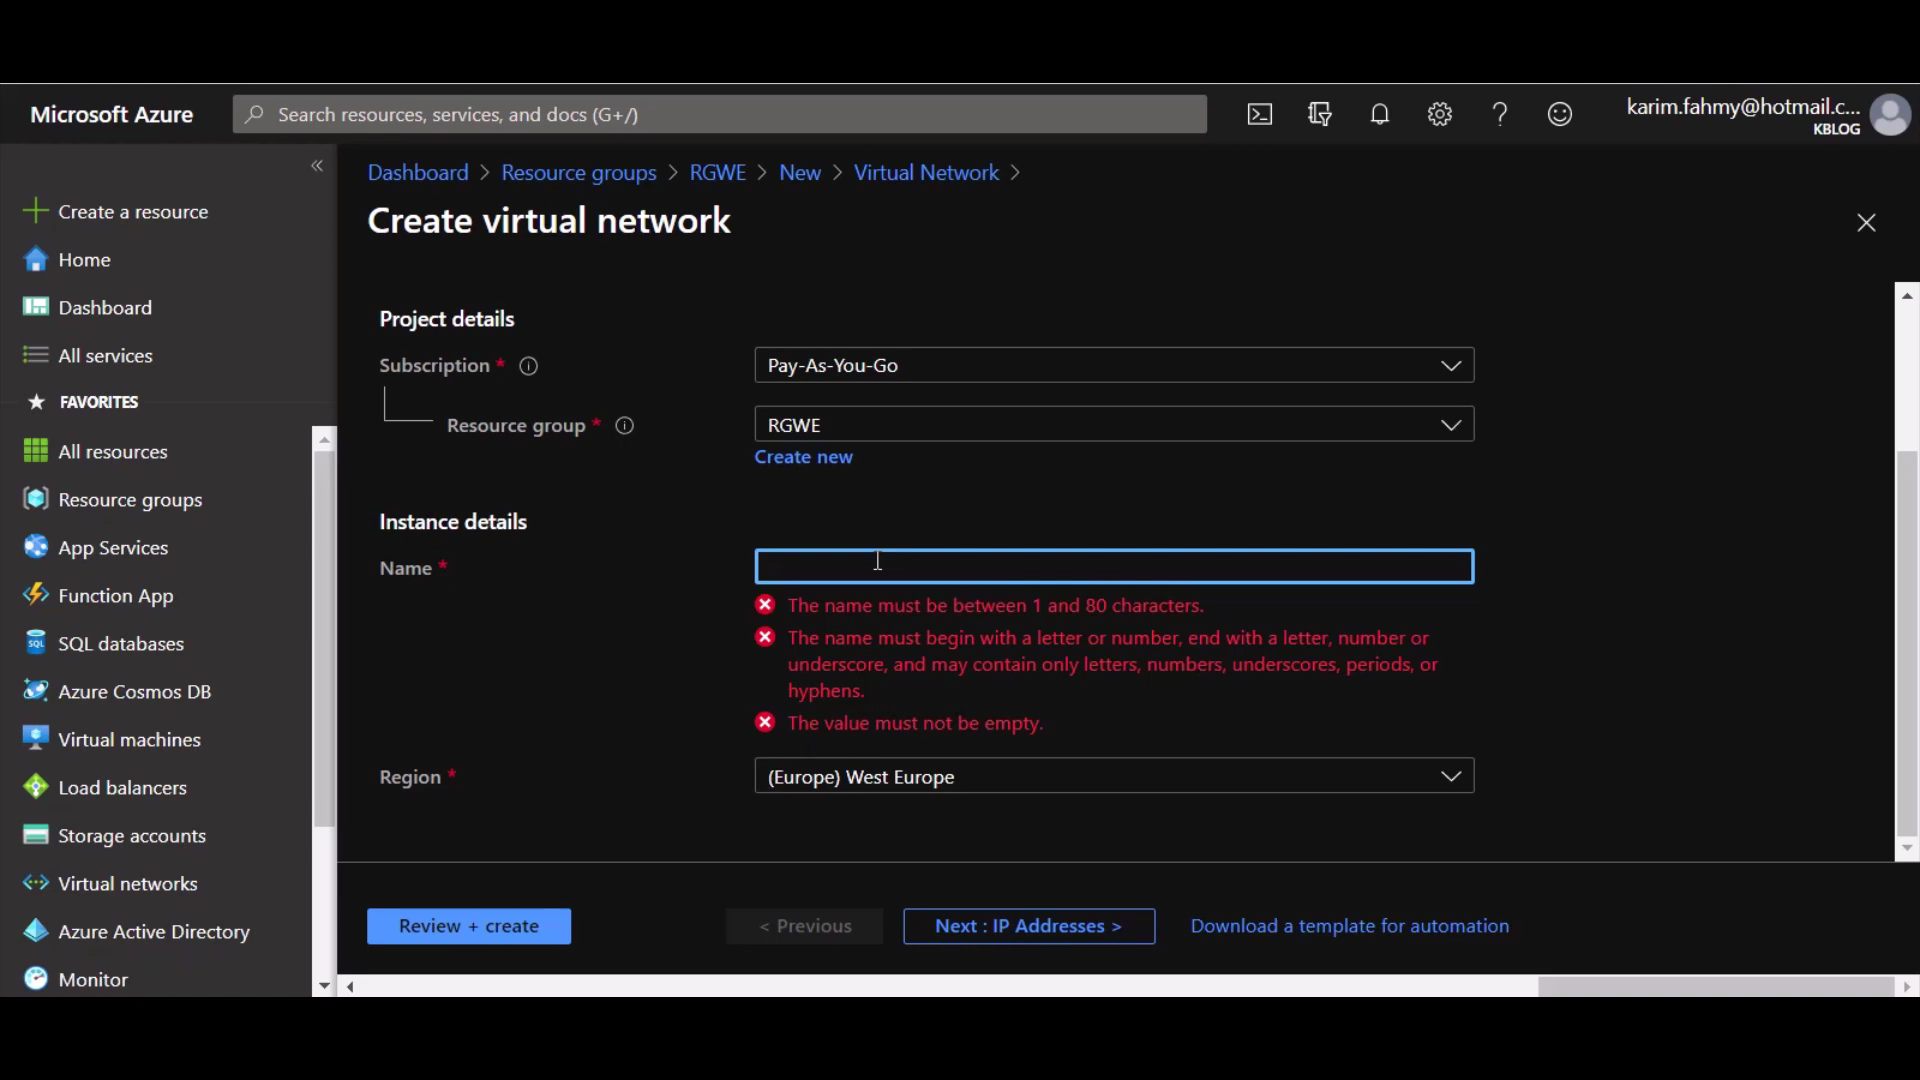 Microsoft Azure
Search resources, services, and docs (G+/)
karim.fahmy@hotmail.c...
KBLOG
«
Dashboard > Resource groups > RGWE > New > Virtual Network >
Create virtual network
Create a resource
Home
Dashboard
All services
FAVORITES
All resources
Resource groups
App Services
Function App
SQL databases
Azure Cosmos DB
Virtual machines
Load balancers
Storage accounts
Virtual networks
Azure Active Directory
Monitor
Project details
Subscription *
Pay-As-You-Go
Resource group *
RGWE
Create new
Instance details
Name *
The name must be between 1 and 80 characters.
The name must begin with a letter or number, end with a letter, number or
underscore, and may contain only letters, numbers, underscores, periods, or
hyphens.
The value must not be empty.
Region *
(Europe) West Europe
Review + create
< Previous
Next : IP Addresses >
Download a template for automation